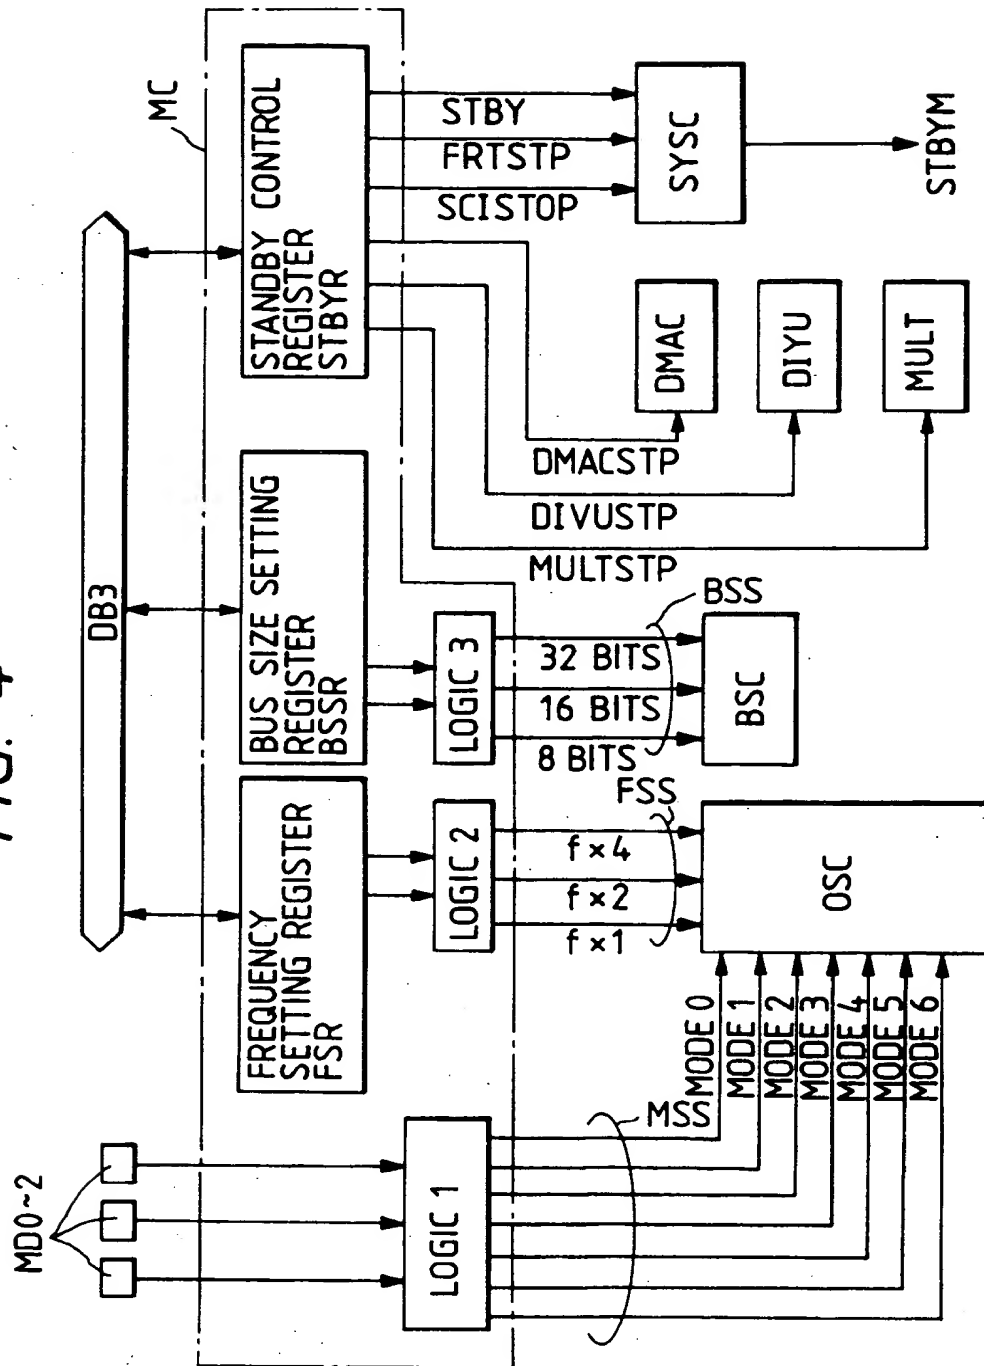 FIG. 4
MD0~2
DB3
MC
FREQUENCY
SETTING REGISTER
FSR
BUS SIZE SETTING
REGISTER
BSSR
STANDBY CONTROL
REGISTER
STBYR
LOGIC 1
LOGIC 2
LOGIC 3
MSS
MODE 0
MODE 1
MODE 2
MODE 3
MODE 4
MODE 5
MODE 6
FSS
f×1
f×2
f×4
OSC
BSS
8 BITS
16 BITS
32 BITS
BSC
MULTSTP
DIVUSTP
DMACSTP
SCISTOP
FRTSTP
STBY
MULT
DIYU
DMAC
SYSC
STBYM